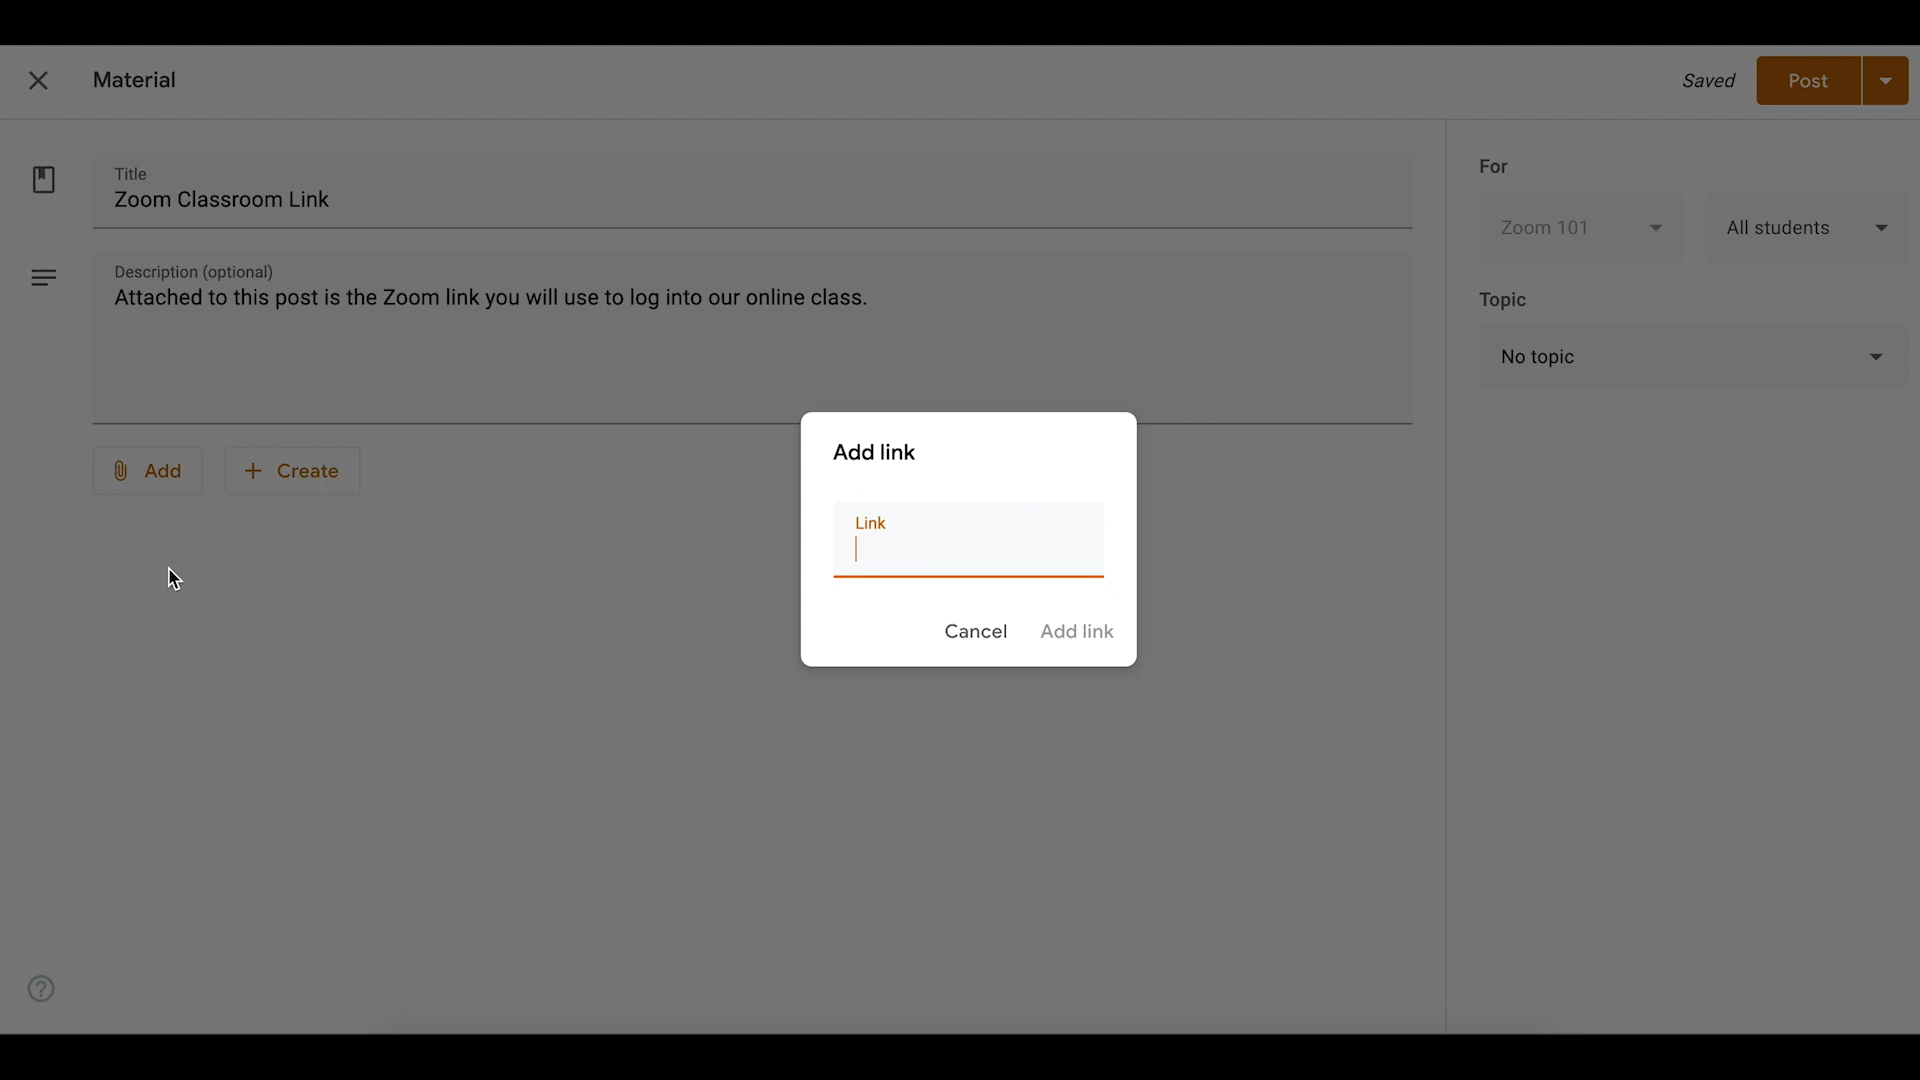 Material
Saved
Post
Title
Zoom Classroom Link
Description (optional)
Attached to this post is the Zoom link you will use to log into our online class.
Add
Create
For
Zoom 101
All students
Topic
No topic
Add link
Link
Cancel
Add link